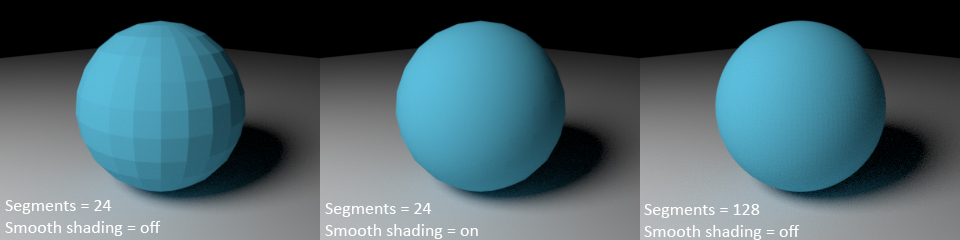 Segments = 24
Smooth shading = off
Segments = 24
Smooth shading = on
Segments = 128
Smooth shading = off